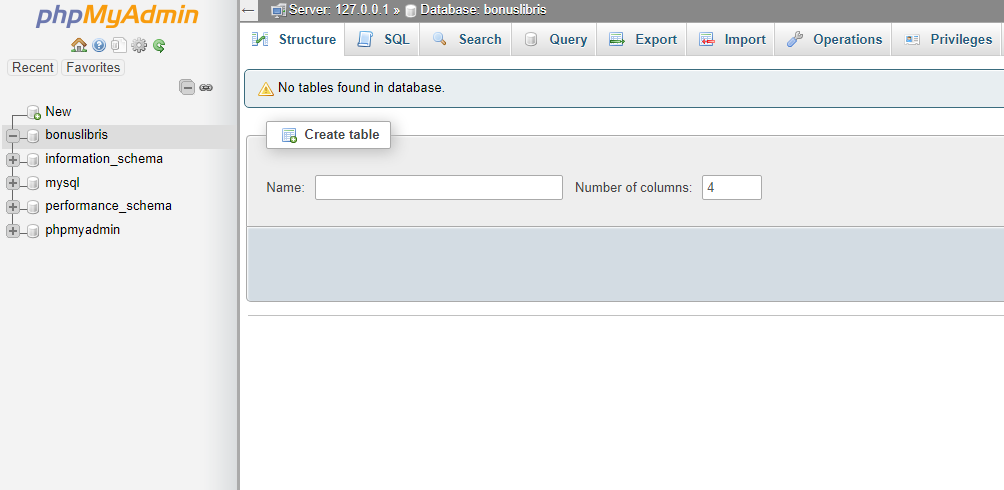 phpMyAdmin
Recent Favorites
New
bonuslibris
information_schema
mysql
performance_schema
phpmyadmin
Server: 127.0.0.1 » Database: bonuslibris
Structure SQL Search Query Export Import Operations Privileges
No tables found in database.
Create table
Name: Number of columns: 4